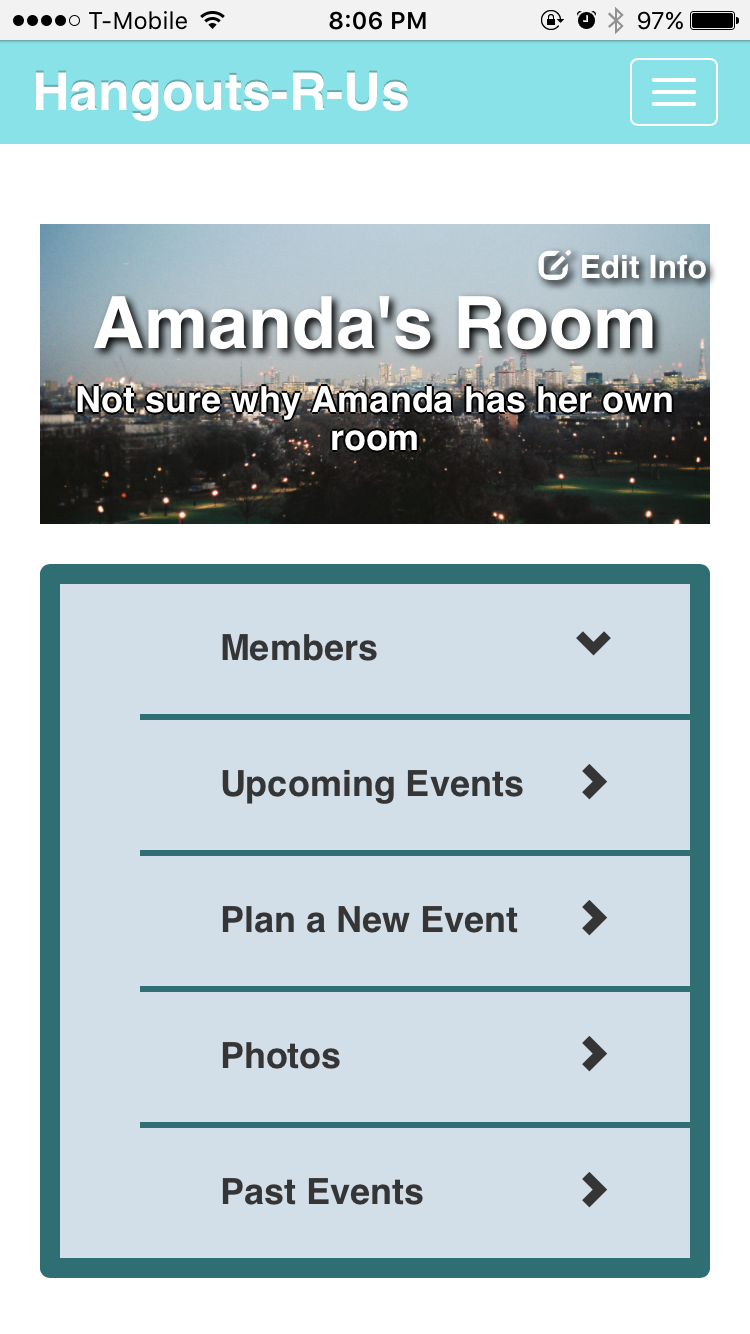 T-Mobile 8:06 PM 97%
Hangouts-R-Us
Edit Info
Amanda's Room
Not sure why Amanda has her own
room
Members
Upcoming Events
Plan a New Event
Photos
Past Events